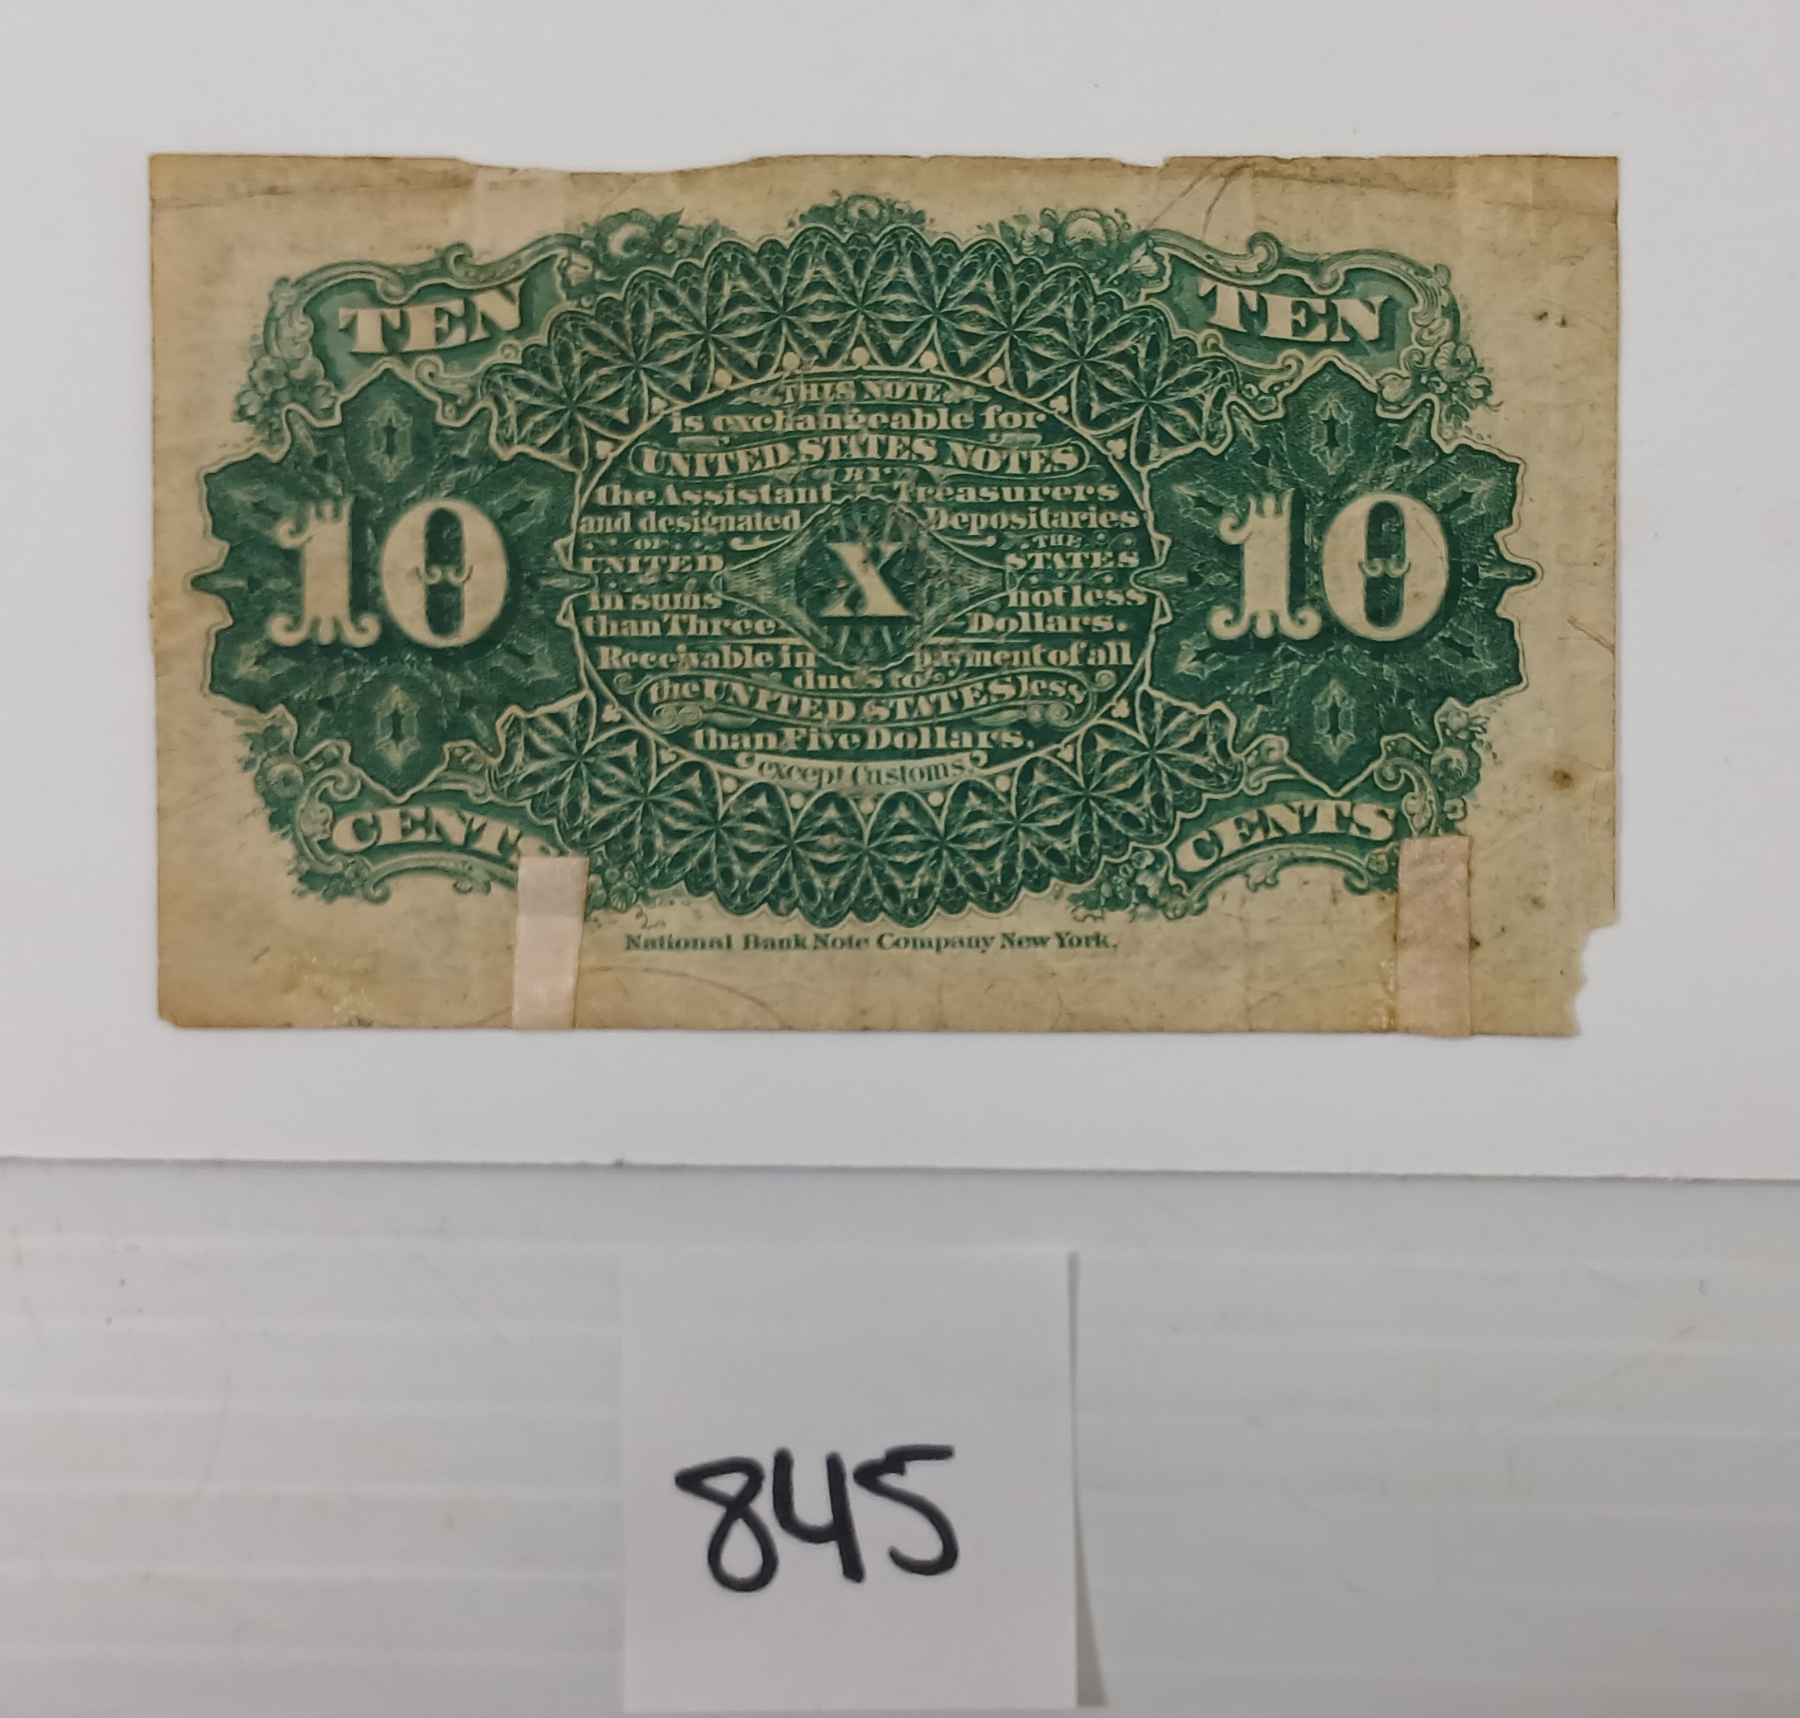 TEN TEN
THIS NOTE
is exchangeable for
UNITED STATES NOTES
BY
the Assistant Treasurers
and designated Depositaries
OF THE
UNITED STATES
in sums not less
than Three Dollars.
10 X 10
Receivable in payment of all
dues to
the UNITED STATES less
than Five Dollars.
except Customs.
CENTS CENTS
National Bank Note Company New York.
845